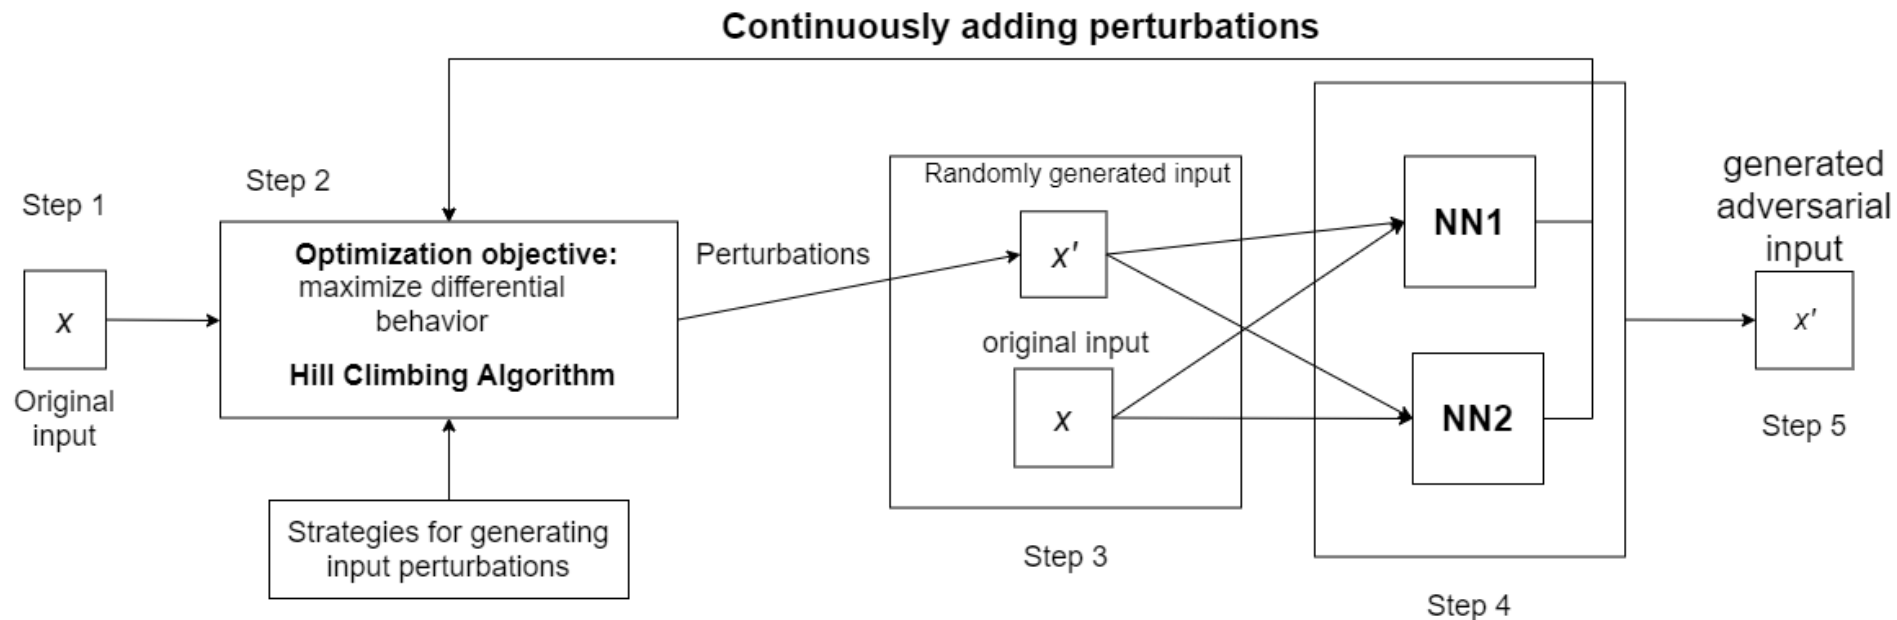 Continuously adding perturbations
Step 1
x
Original
input
Step 2
Optimization objective:
maximize differential
behavior
Hill Climbing Algorithm
Strategies for generating
input perturbations
Perturbations
Randomly generated input
x'
original input
x
Step 3
NN1
NN2
Step 4
generated
adversarial
input
x'
Step 5